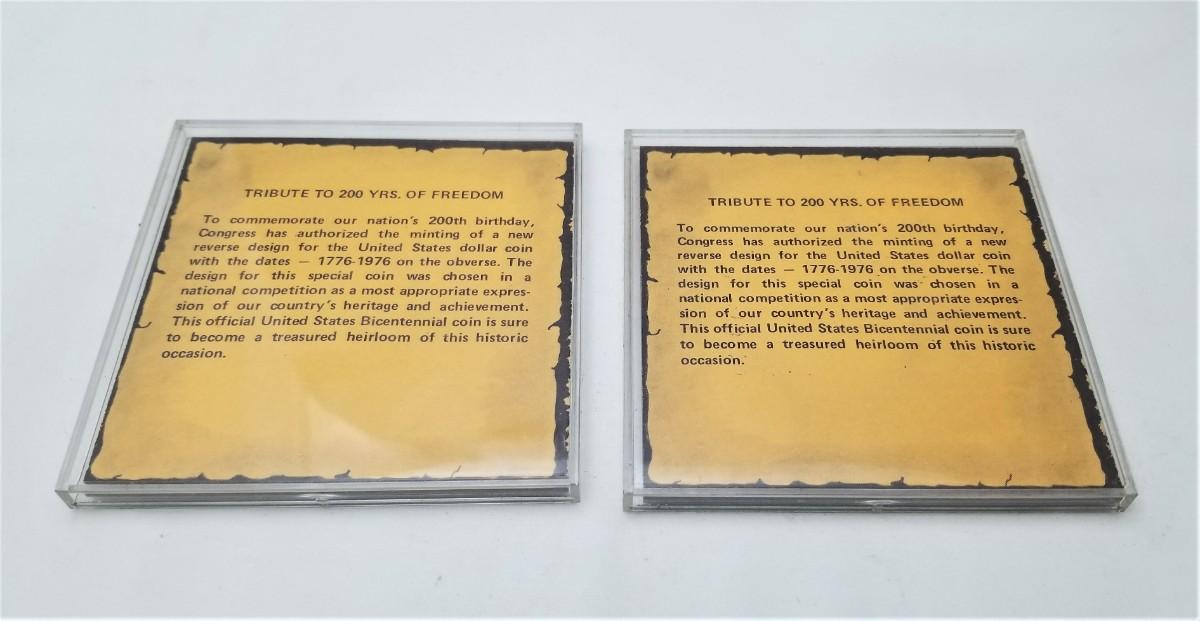 TRIBUTE TO 200 YRS. OF FREEDOM
To commemorate our nation's 200th birthday,
Congress has authorized the minting of a new
reverse design for the United States dollar coin
with the dates — 1776-1976 on the obverse. The
design for this special coin was chosen in a
national competition as a most appropriate expres-
sion of our country's heritage and achievement.
This official United States Bicentennial coin is sure
to become a treasured heirloom of this historic
occasion.
TRIBUTE TO 200 YRS. OF FREEDOM
To commemorate our nation's 200th birthday,
Congress has authorized the minting of a new
reverse design for the United States dollar coin
with the dates — 1776-1976 on the obverse. The
design for this special coin was chosen in a
national competition as a most appropriate expres-
sion of our country's heritage and achievement.
This official United States Bicentennial coin is sure
to become a treasured heirloom of this historic
occasion.